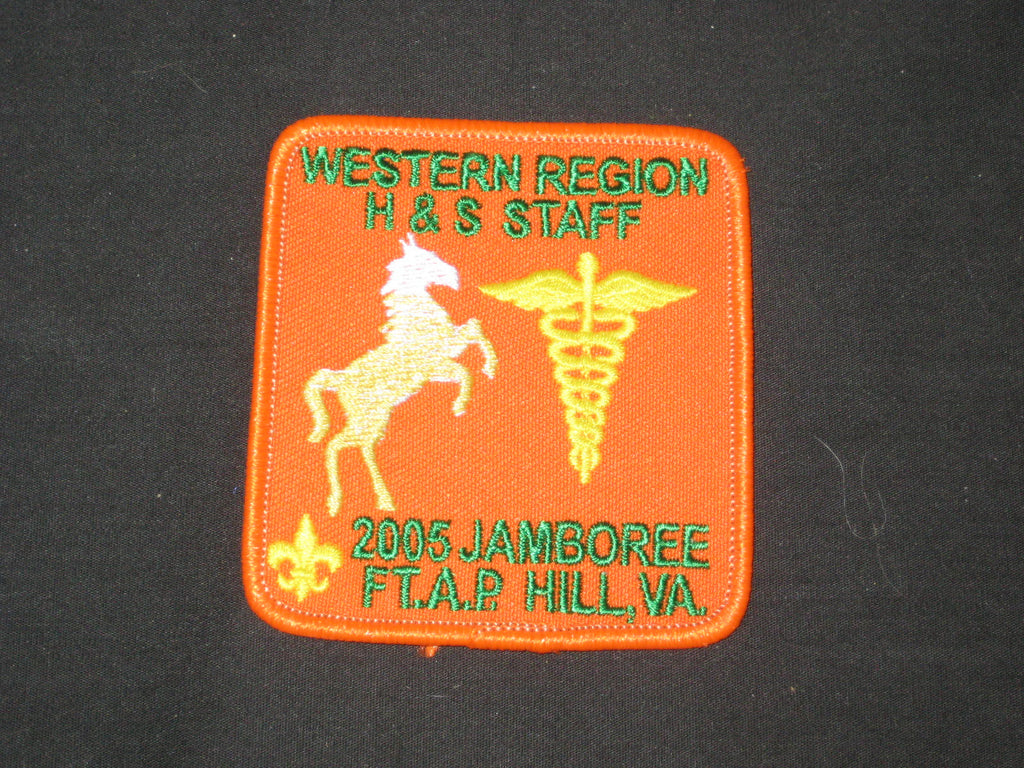 WESTERN REGION
H & S STAFF
2005 JAMBOREE
FT.A.P. HILL, VA.